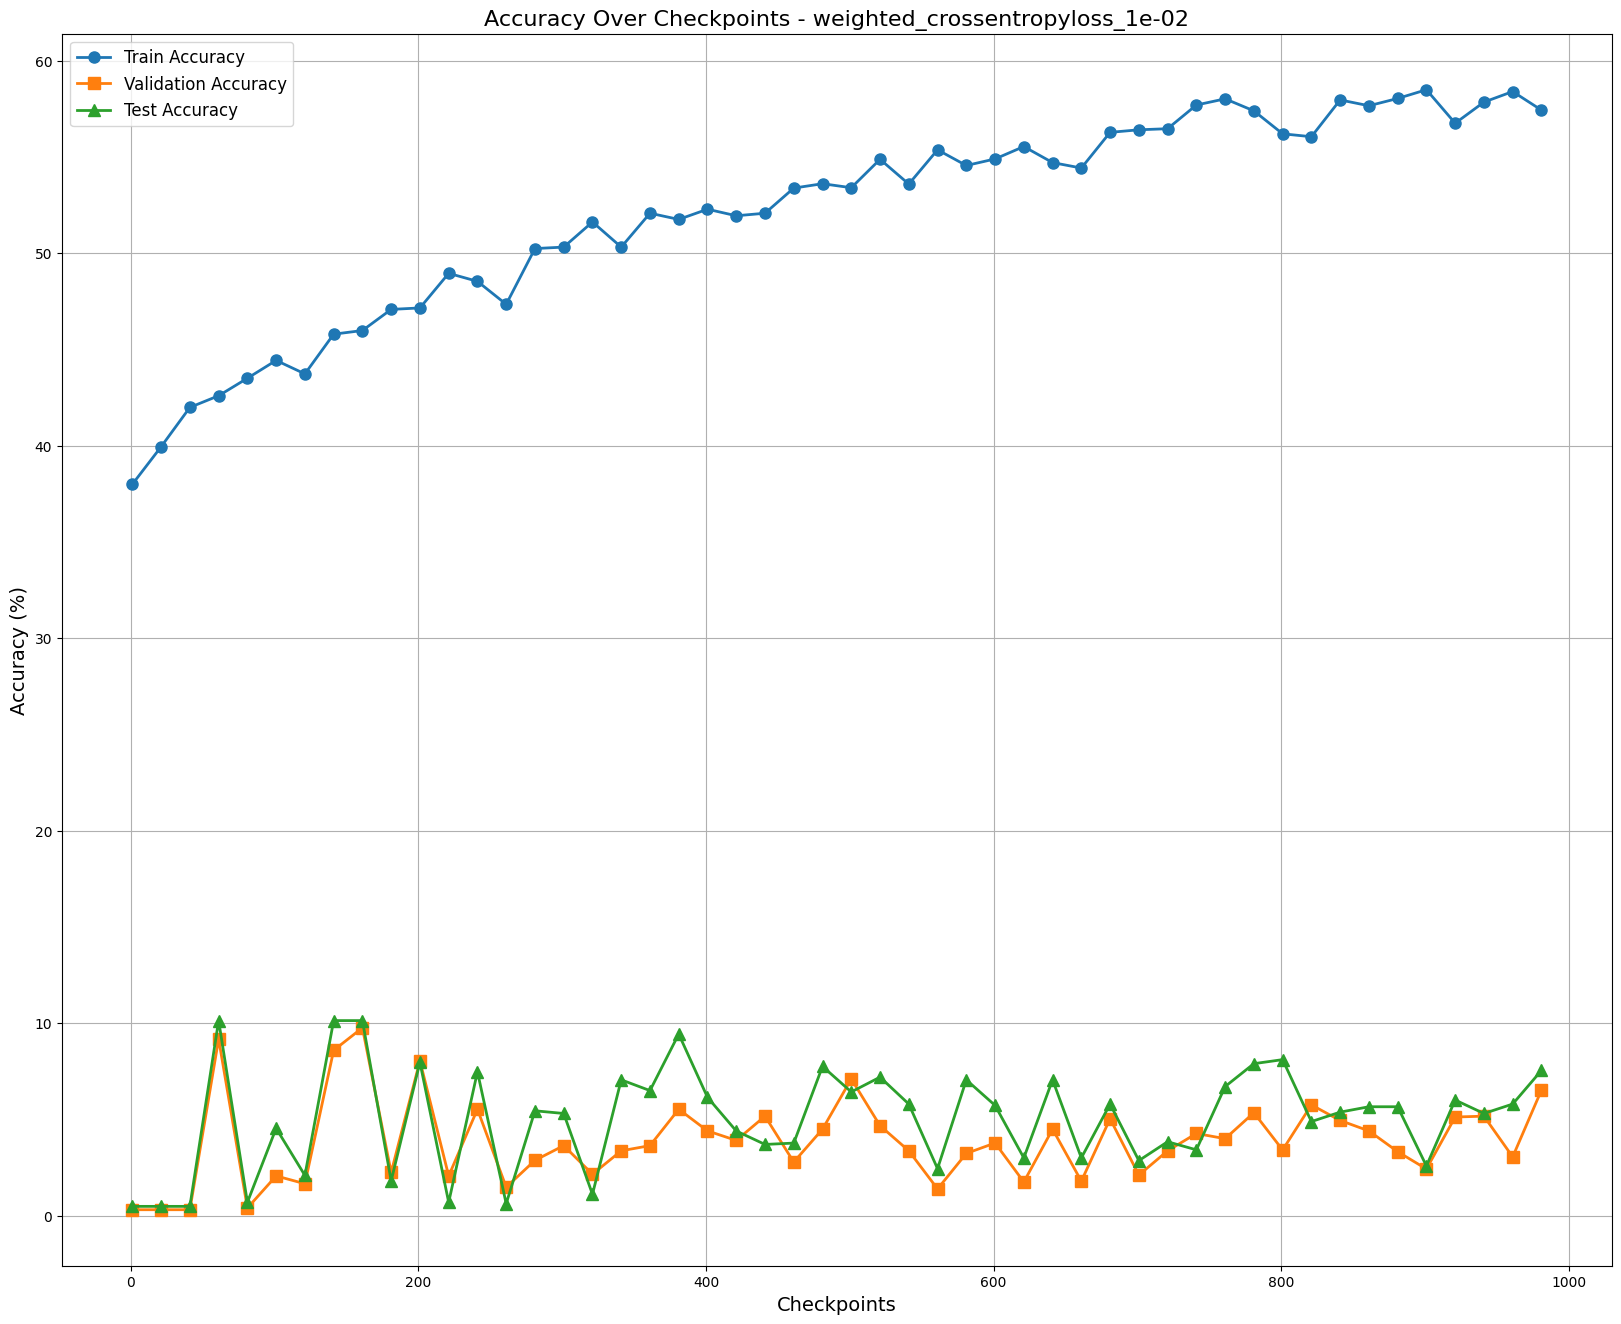 Accuracy Over Checkpoints - weighted_crossentropyloss_1e-02
Train Accuracy
Validation Accuracy
Test Accuracy
60
50
40
30
20
10
0
Accuracy (%)
0 200 400 600 800 1000
Checkpoints